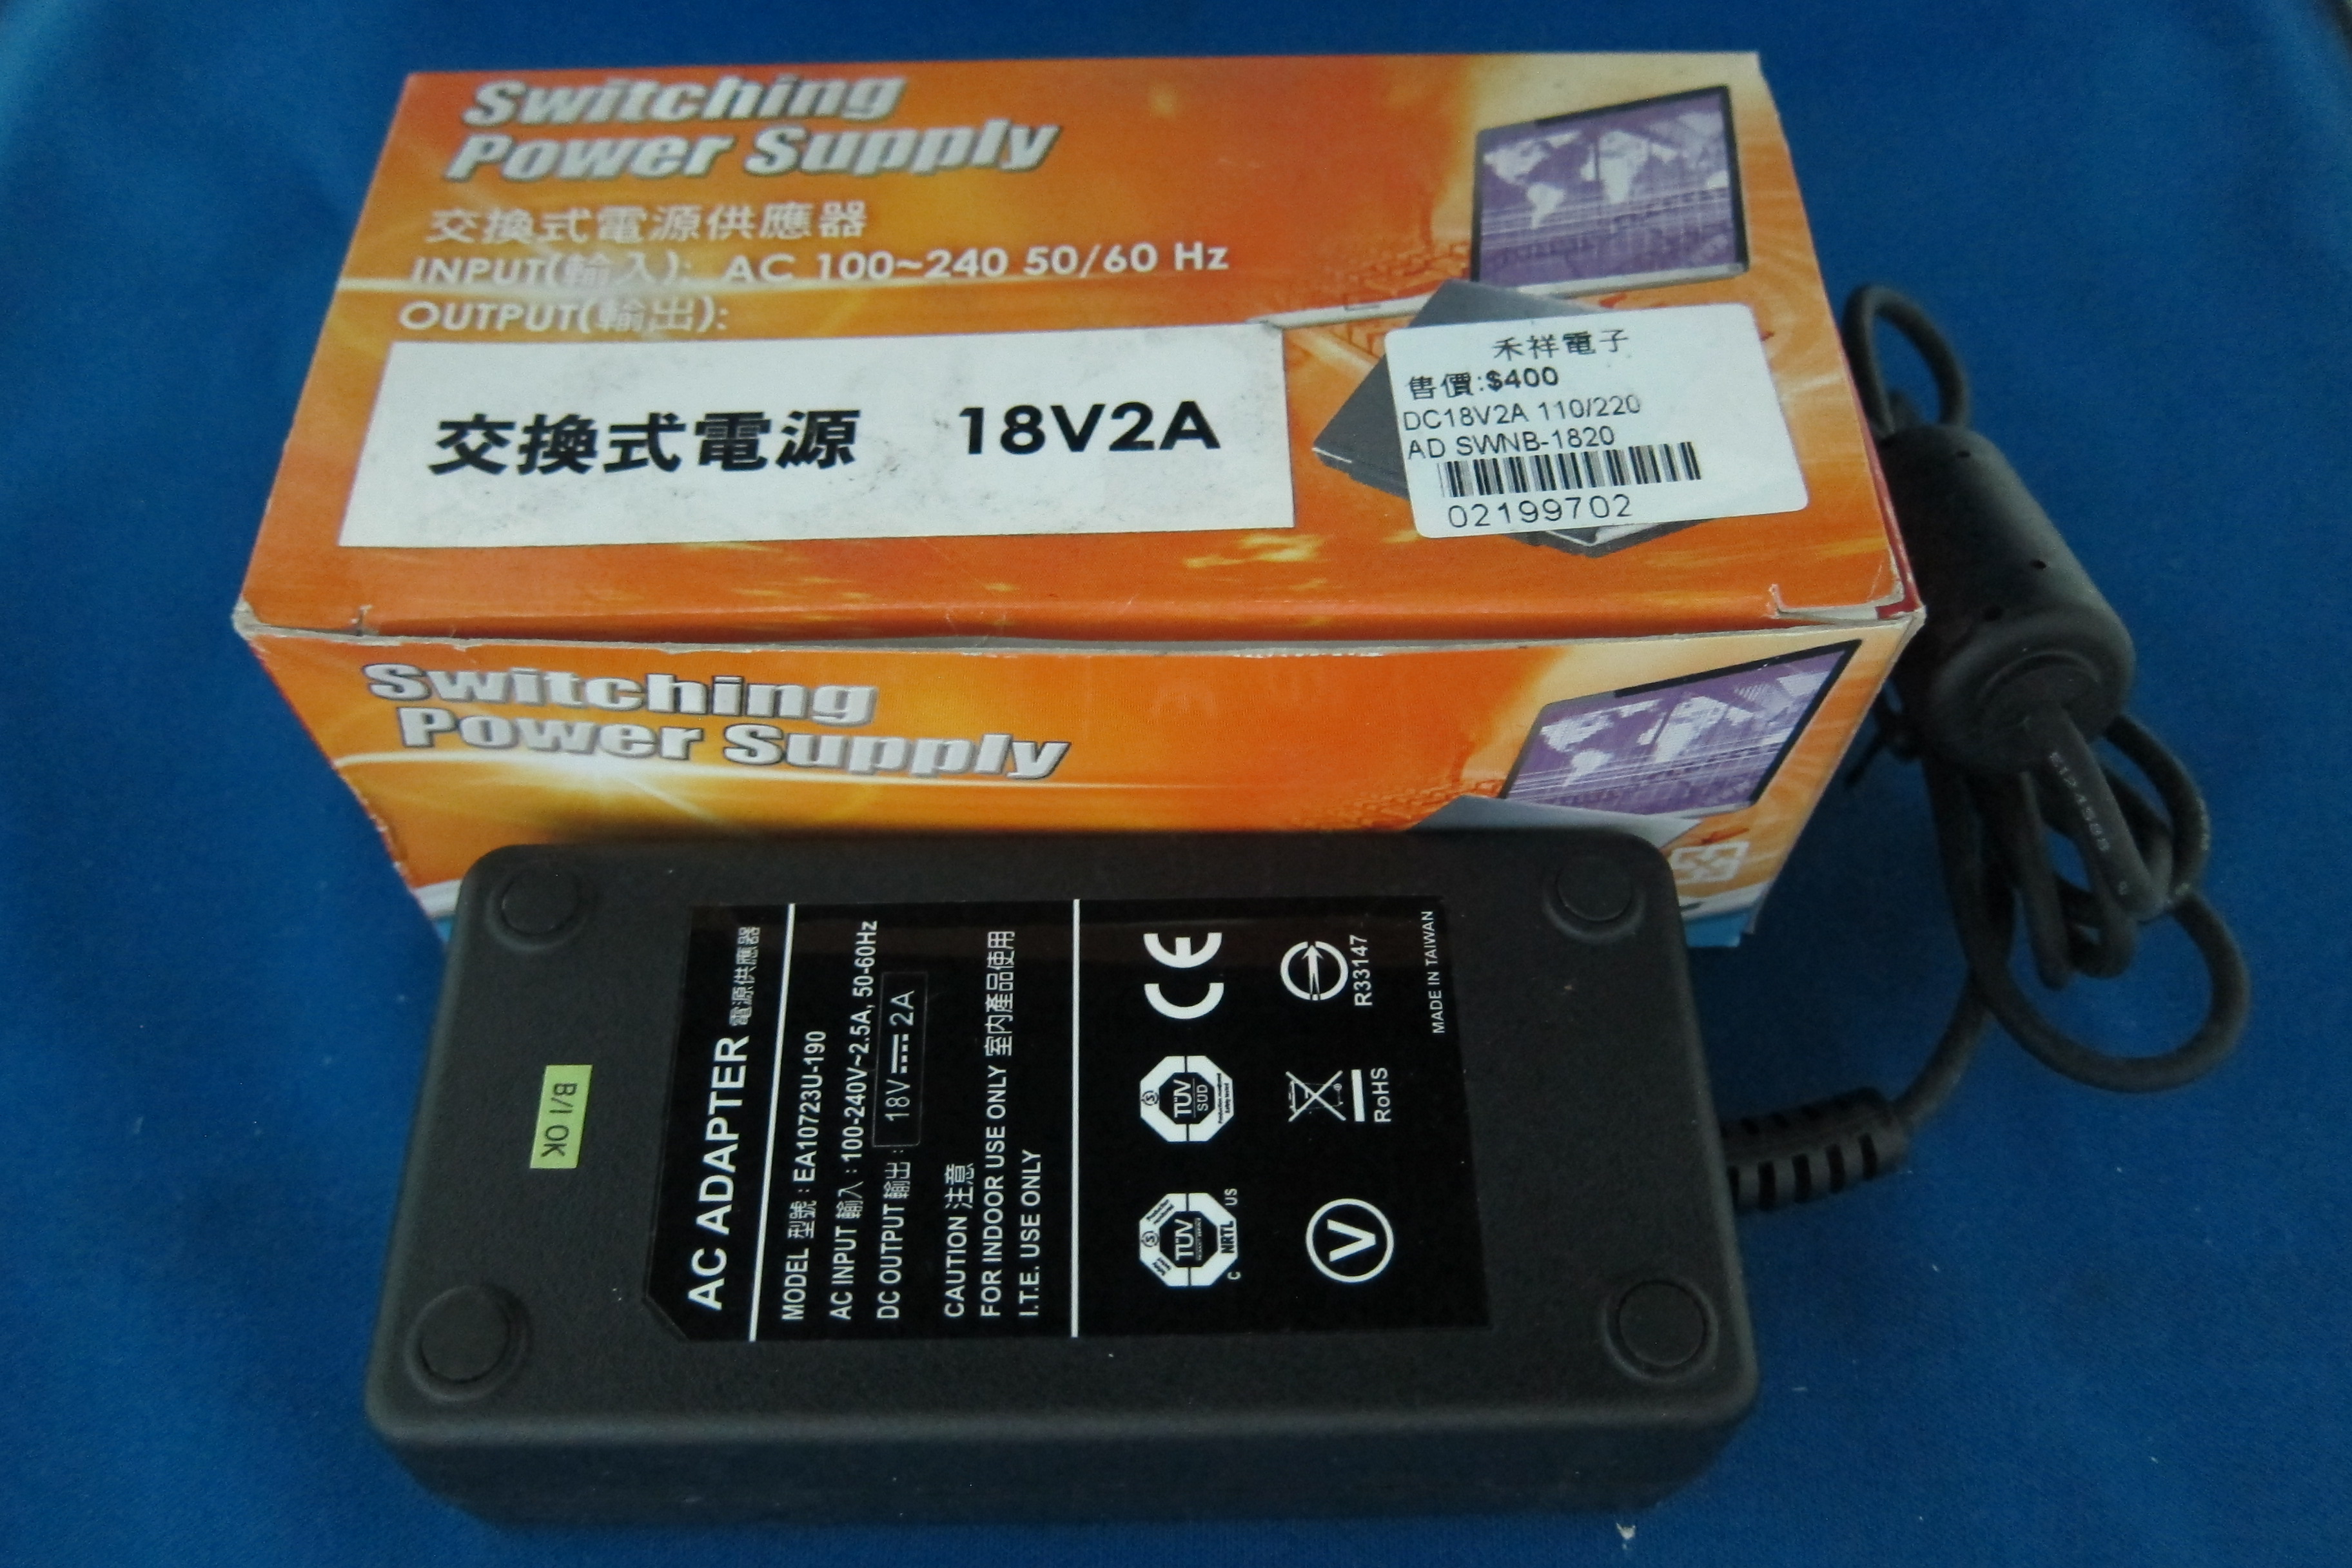 Switching
Power Supply
交換式電源供應器
INPUT(輸入): AC 100~240 50/60 Hz
OUTPUT(輸出):
交換式電源 18V2A
禾祥電子
售價:$400
DC18V2A 110/220
AD SWNB-1820
02199702
Switching
Power Supply
E124585
B/I OK
AC ADAPTER 電源供應器
MODEL 型號 : EA10723U-190
AC INPUT 輸入 : 100-240V~2.5A, 50-60Hz
DC OUTPUT 輸出 : 18V 2A
CAUTION 注意
FOR INDOOR USE ONLY 室內產品使用
I.T.E. USE ONLY
TÜV
NRTL
C US
TÜV
SÜD
CE
V
RoHS
R33147
MADE IN TAIWAN